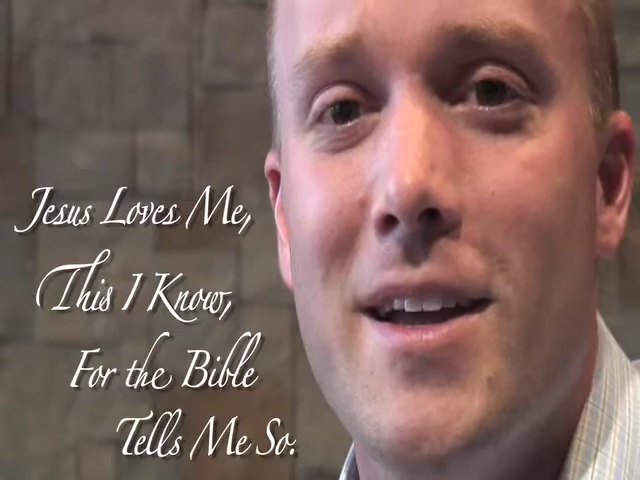 Jesus Loves Me,
This I Know,
For the Bible
Tells Me So.